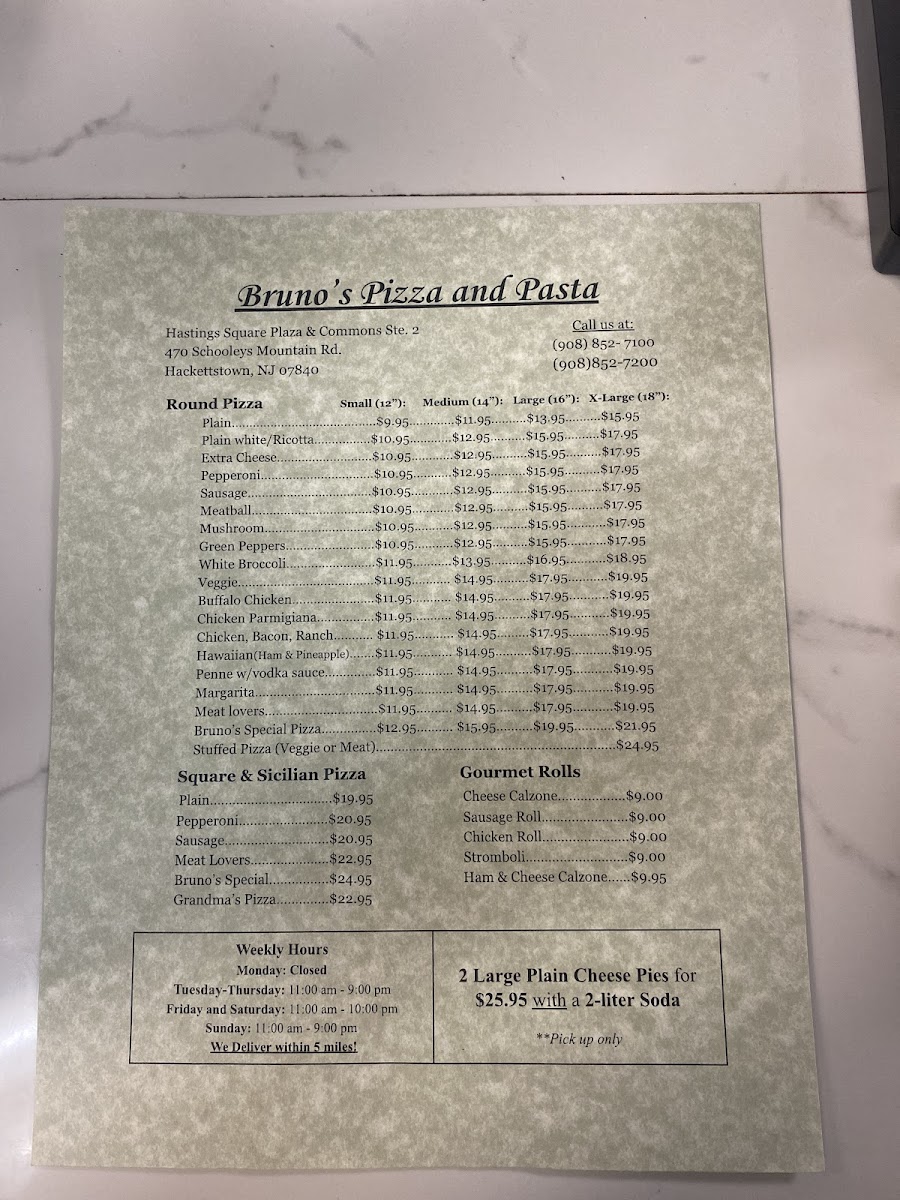 Bruno's Pizza and Pasta
Hastings Square Plaza & Commons Ste. 2
470 Schooleys Mountain Rd.
Hackettstown, NJ 07840
Call us at:
(908) 852- 7100
(908)852-7200
Round Pizza Small (12"): Medium (14"): Large (16"): X-Large (18"):
Plain.......................................$9.95............$11.95.........$13.95..........$15.95
Plain white/Ricotta................$10.95...........$12.95.........$15.95..........$17.95
Extra Cheese.........................$10.95...........$12.95.........$15.95..........$17.95
Pepperoni.............................$10.95...........$12.95.........$15.95..........$17.95
Sausage................................$10.95...........$12.95.........$15.95..........$17.95
Meatball...............................$10.95...........$12.95.........$15.95..........$17.95
Mushroom............................$10.95...........$12.95.........$15.95..........$17.95
Green Peppers.......................$10.95...........$12.95.........$15.95..........$17.95
White Broccoli.......................$11.95...........$13.95.........$16.95..........$18.95
Veggie...................................$11.95........... $14.95.........$17.95..........$19.95
Buffalo Chicken.....................$11.95........... $14.95.........$17.95..........$19.95
Chicken Parmigiana..............$11.95........... $14.95.........$17.95..........$19.95
Chicken, Bacon, Ranch.......... $11.95.......... $14.95.........$17.95..........$19.95
Hawaiian(Ham & Pineapple).......$11.95.......... $14.95.........$17.95..........$19.95
Penne w/vodka sauce.............$11.95.......... $14.95.........$17.95..........$19.95
Margarita..............................$11.95.......... $14.95.........$17.95..........$19.95
Meat lovers............................$11.95.......... $14.95.........$17.95..........$19.95
Bruno's Special Pizza..............$12.95.......... $15.95.........$19.95..........$21.95
Stuffed Pizza (Veggie or Meat)..............................................................$24.95
Square & Sicilian Pizza
Plain................................$19.95
Pepperoni.......................$20.95
Sausage...........................$20.95
Meat Lovers....................$22.95
Bruno's Special...............$24.95
Grandma's Pizza.............$22.95
Gourmet Rolls
Cheese Calzone.................$9.00
Sausage Roll......................$9.00
Chicken Roll......................$9.00
Stromboli..........................$9.00
Ham & Cheese Calzone......$9.95
Weekly Hours
Monday: Closed
Tuesday-Thursday: 11:00 am - 9:00 pm
Friday and Saturday: 11:00 am - 10:00 pm
Sunday: 11:00 am - 9:00 pm
We Deliver within 5 miles!
2 Large Plain Cheese Pies for
$25.95 with a 2-liter Soda
**Pick up only